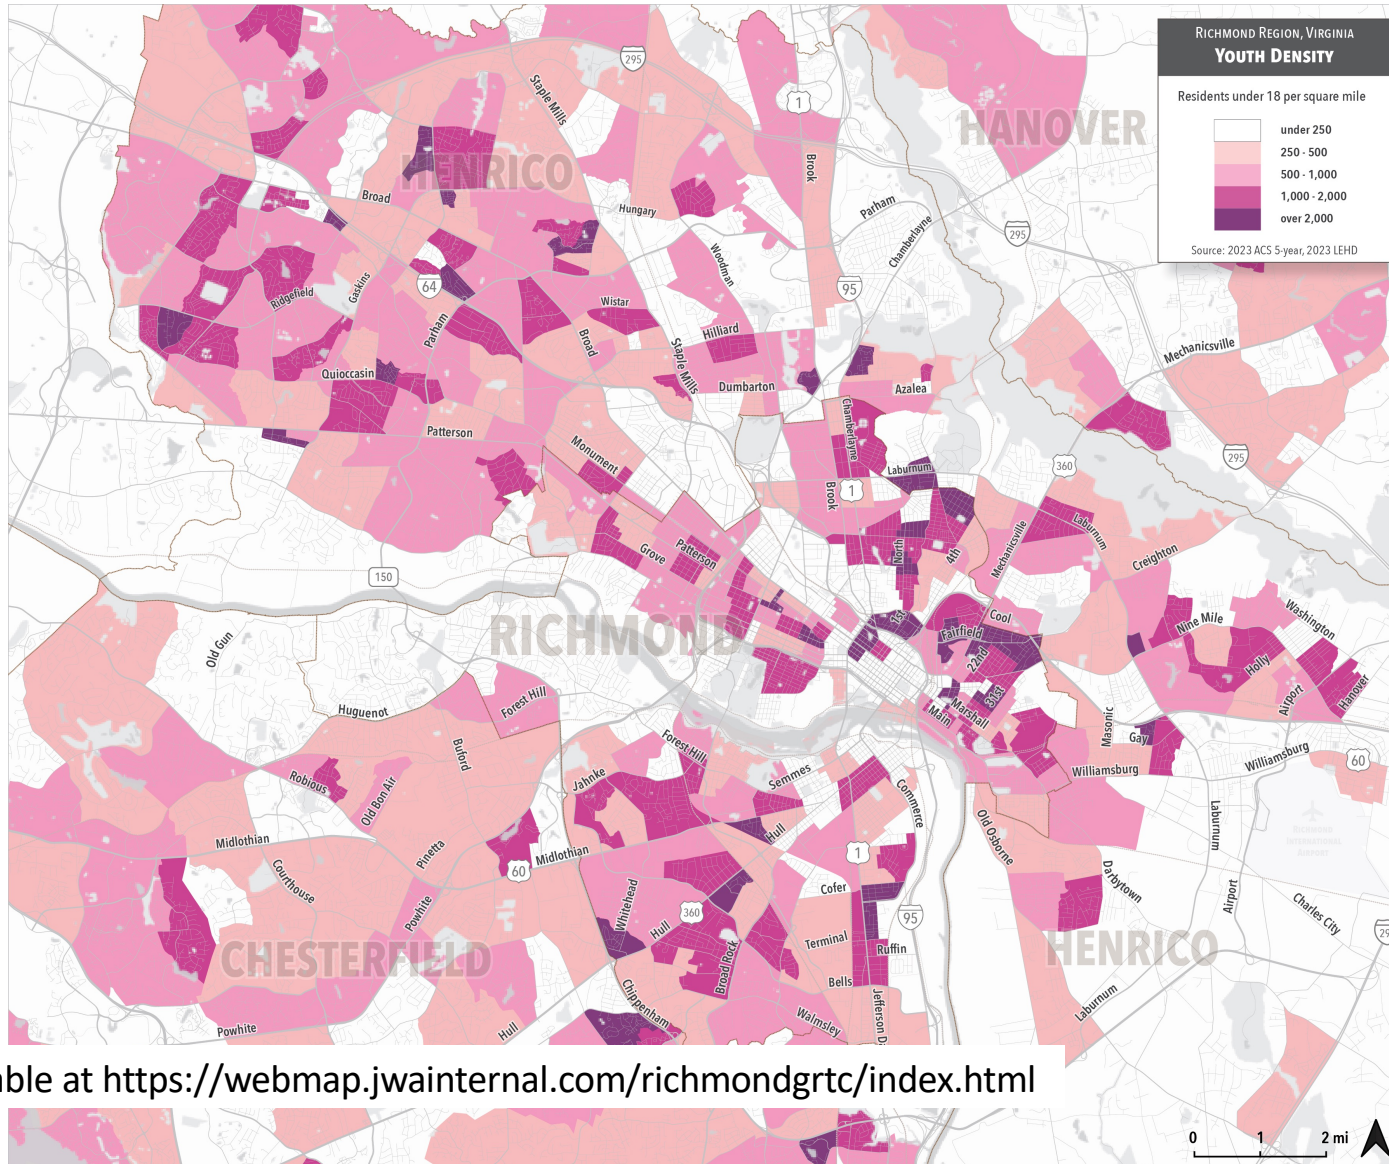 RICHMOND REGION, VIRGINIA
YOUTH DENSITY
Residents under 18 per square mile
under 250
250 - 500
500 - 1,000
1,000 - 2,000
over 2,000
Source: 2023 ACS 5-year, 2023 LEHD
295
Staple Mills
1
HANOVER
HENRICO
Brook
Broad
Hungary
Parham
Chamberlayne
295
Woodman
64
95
Gaskins
Ridgefield
Wistar
Parham
Broad
Hilliard
Staple Mills
Mechanicsville
Quioccasin
Dumbarton
Azalea
Chamberlayne
Patterson
Monument
Laburnum
360
295
Brook
1
Laburnum
Grove
Patterson
North
4th
Mechanicsville
Creighton
150
RICHMOND
1st
Cool
Fairfield
22nd
31st
Nine Mile
Washington
Holly
Airport
Hanover
Old Gun
Huguenot
Forest Hill
Main
Marshall
Masonic
Gay
Williamsburg
Williamsburg
60
Buford
Forest Hill
Robious
Old Bon Air
Jahnke
Semmes
Commerce
Old Osborne
Laburnum
RICHMOND
INTERNATIONAL
AIRPORT
Midlothian
Pinetta
Midlothian
60
Hull
1
Courthouse
Cofer
Darbytown
Airport
Charles City
Powhite
Whitehead
360
Hull
95
CHESTERFIELD
Broad Rock
Terminal
Ruffin
HENRICO
29
Bells
Chippenham
Walmsley
Jefferson D
Laburnum
Powhite
Hull
able at https://webmap.jwainternal.com/richmondgrtc/index.html
0 1 2 mi